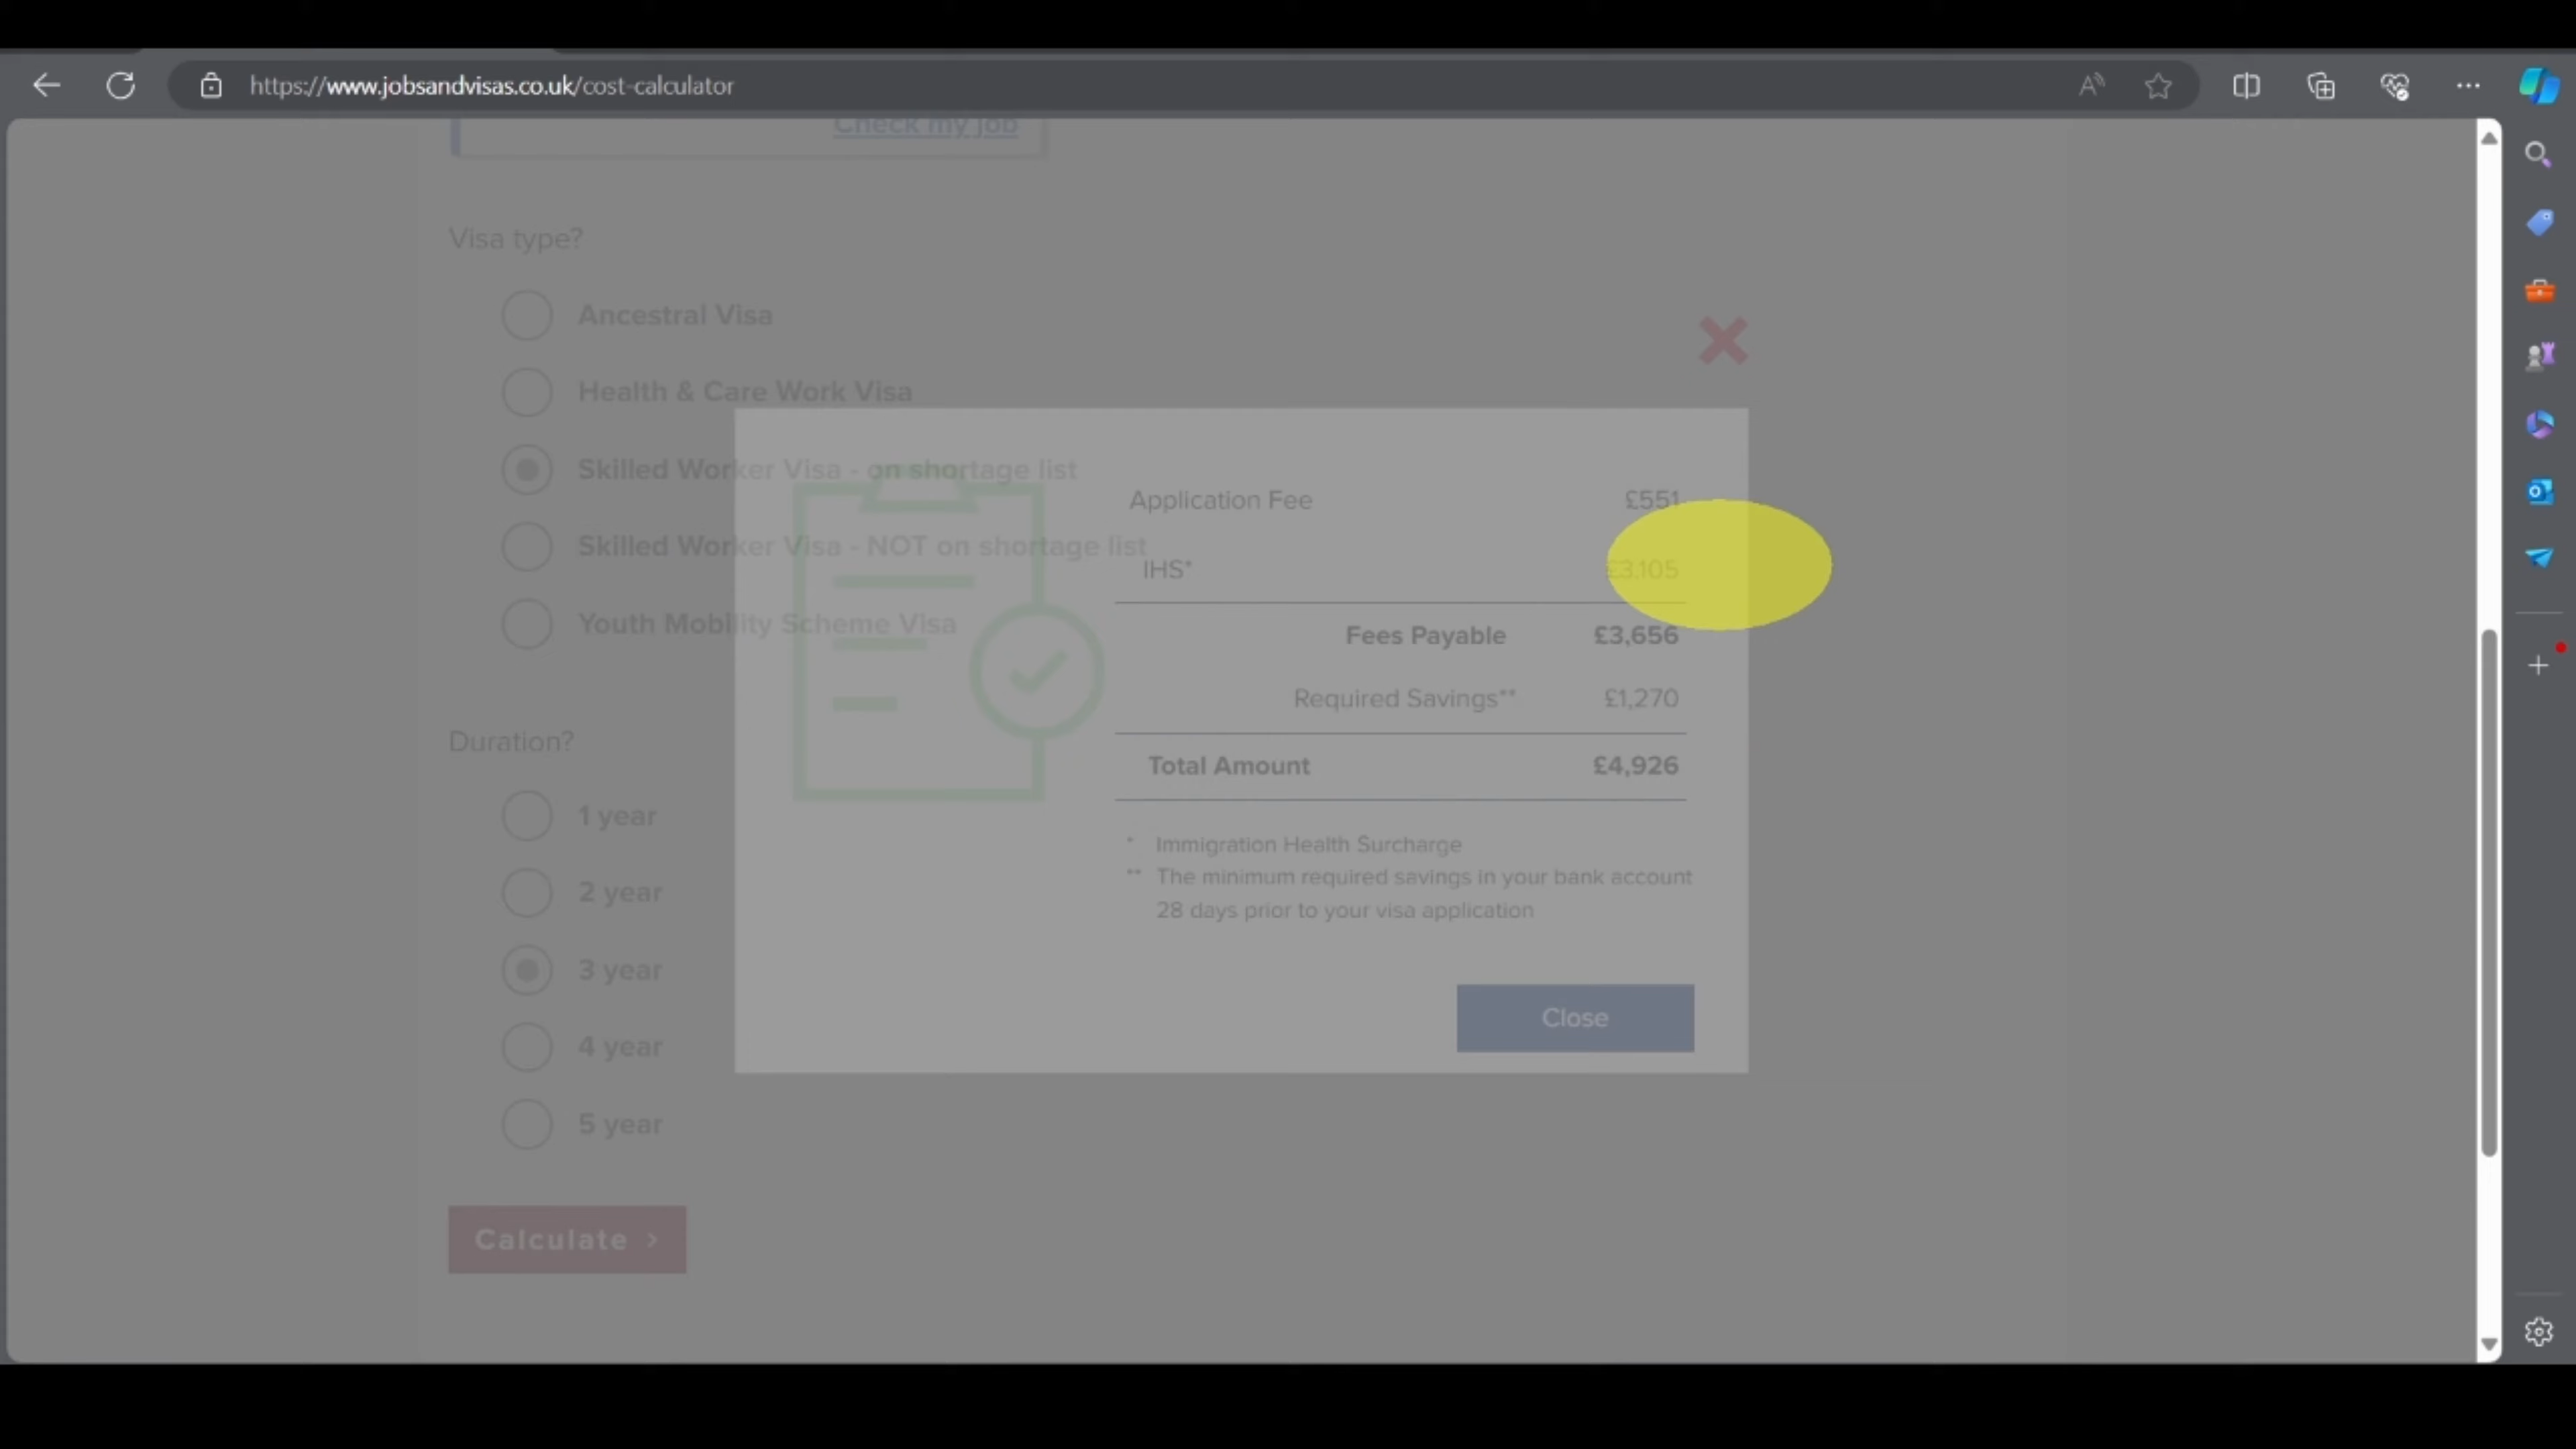 https://www.jobsandvisas.co.uk/cost-calculator
Check my job
Visa type?
Ancestral Visa
Health & Care Work Visa
Skilled Worker Visa - on shortage list
Skilled Worker Visa - NOT on shortage list
Youth Mobility Scheme Visa
Application Fee £551
IHS* £3,105
Fees Payable £3,656
Required Savings** £1,270
Total Amount £4,926
* Immigration Health Surcharge
** The minimum required savings in your bank account
28 days prior to your visa application
Close
Duration?
1 year
2 year
3 year
4 year
5 year
Calculate >